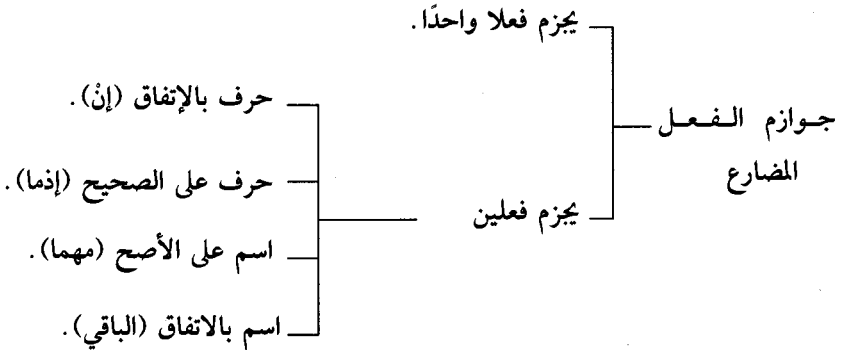 جوازم الفعل
المضارع
يجزم فعلا واحدًا.
يجزم فعلين
حرف بالإتفاق (إنْ).
حرف على الصحيح (إذما).
اسم على الأصح (مهما).
اسم بالاتفاق (الباقي).